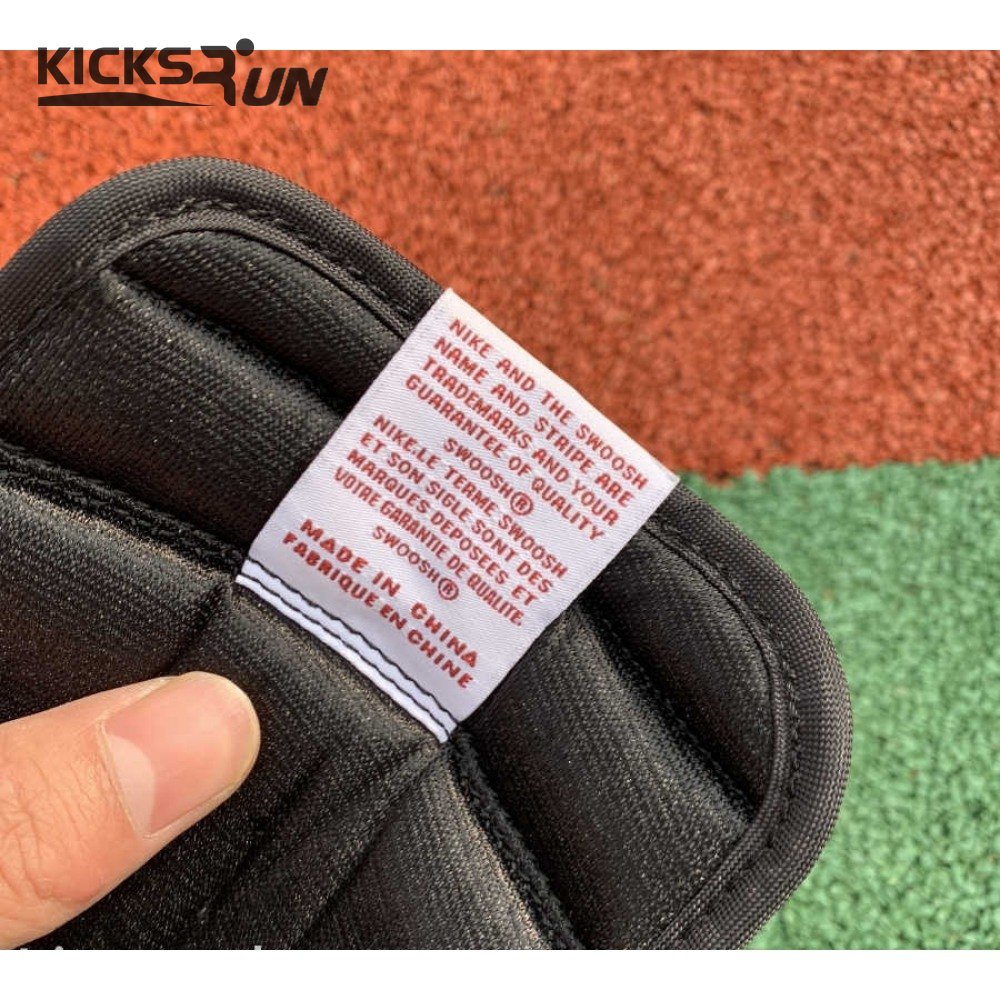 KICKSRUN
NIKE AND THE SWOOSH
NAME AND STRIPE ARE
TRADEMARKS AND YOUR
GUARANTEE OF QUALITY
SWOOSH®
NIKE.LE TERME SWOOSH
ET SON SIGLE SONT DES
MARQUES DEPOSEES ET
VOTRE GARANTIE DE QUALITE.
SWOOSH®
MADE IN CHINA
FABRIQUE EN CHINE